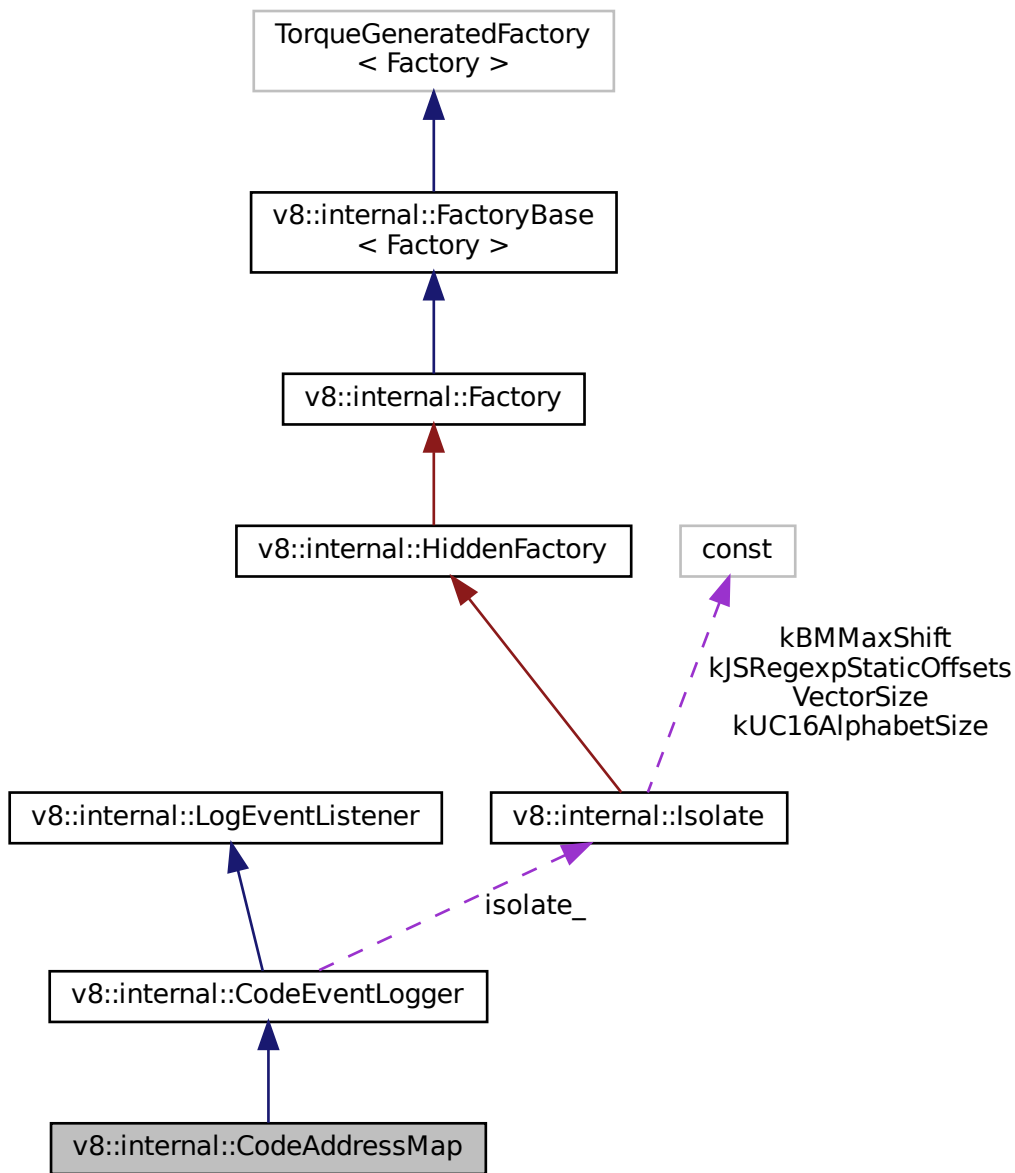 TorqueGeneratedFactory
< Factory >
v8::internal::FactoryBase
< Factory >
v8::internal::Factory
v8::internal::HiddenFactory
const
kBMMaxShift
kJSRegexpStaticOffsets
VectorSize
kUC16AlphabetSize
v8::internal::LogEventListener
v8::internal::Isolate
isolate_
v8::internal::CodeEventLogger
v8::internal::CodeAddressMap